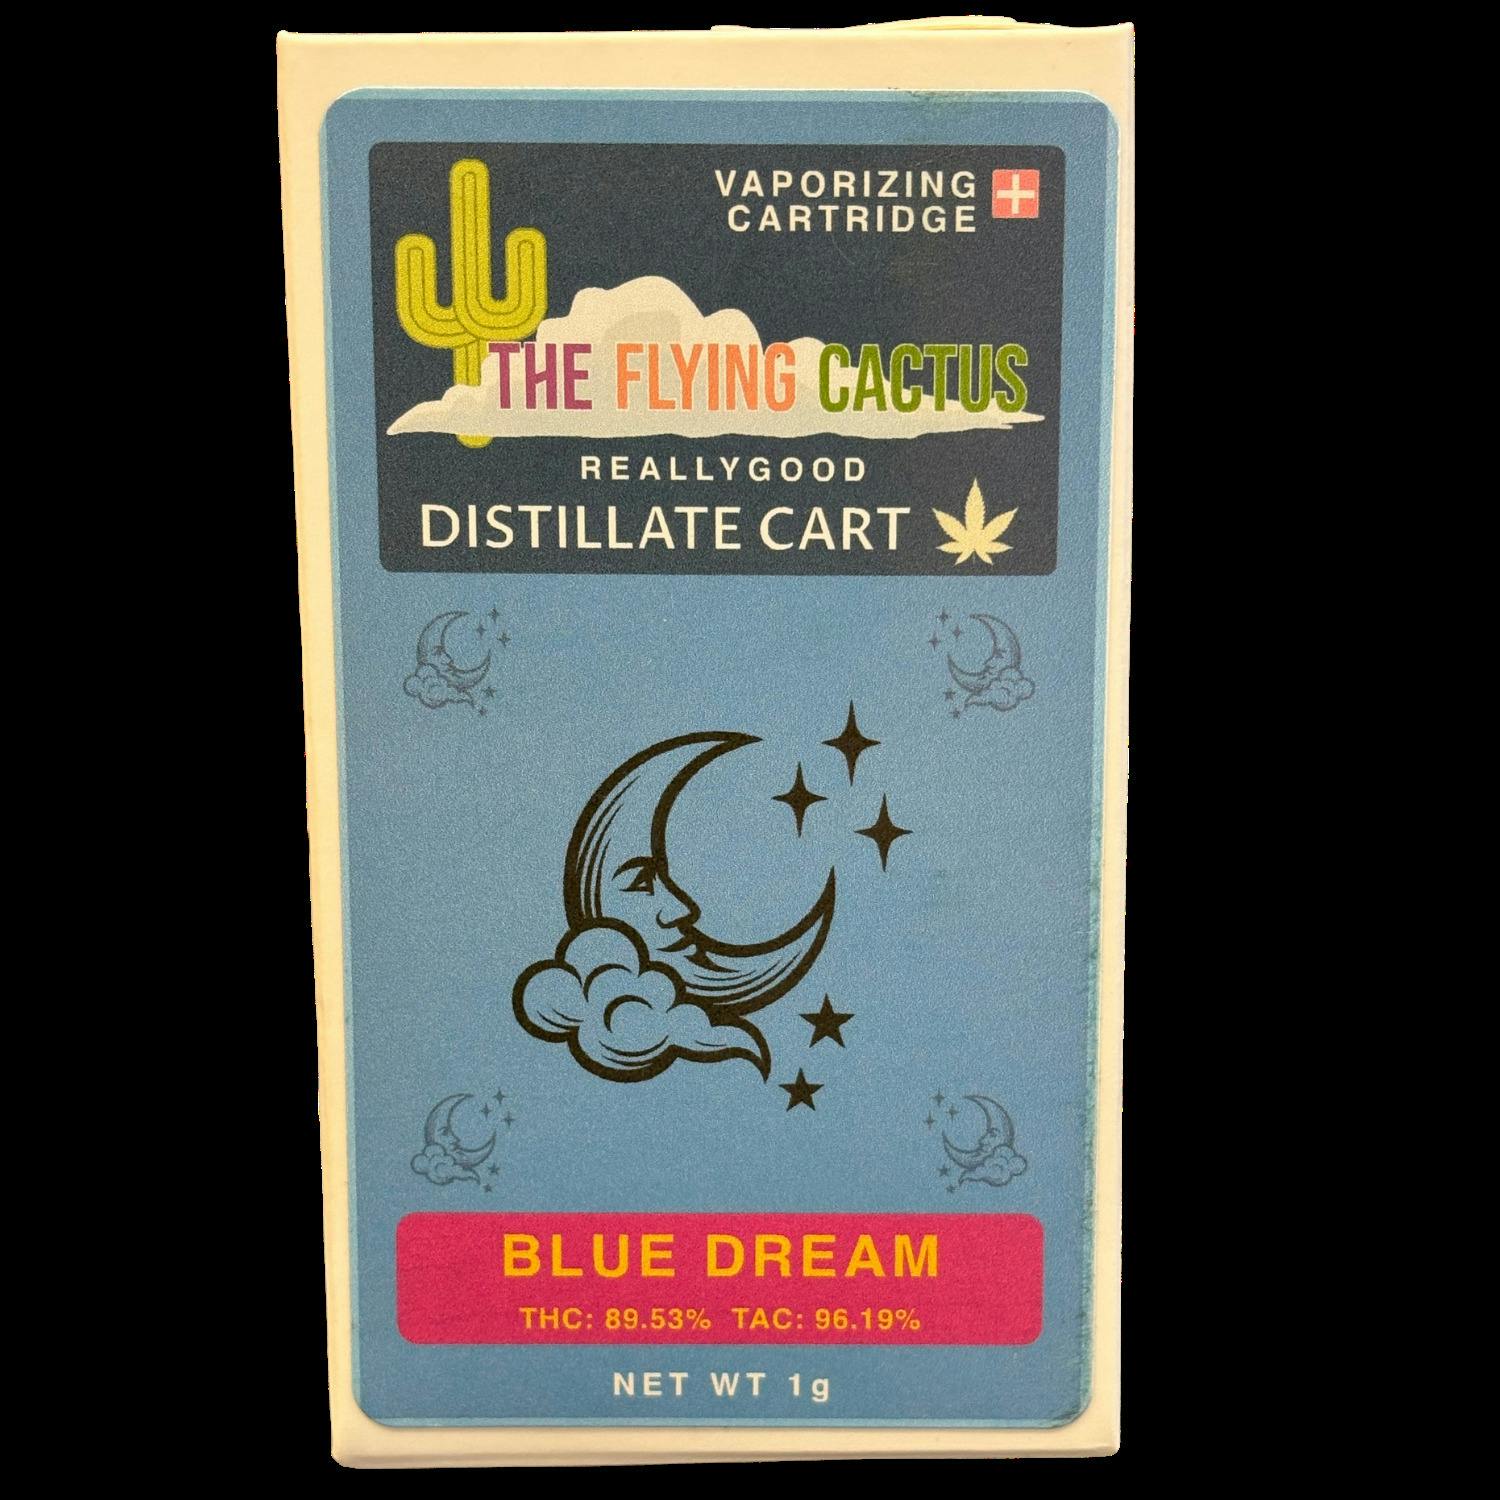 VAPORIZING
CARTRIDGE
THE FLYING CACTUS
REALLYGOOD
DISTILLATE CART
BLUE DREAM
THC: 89.53% TAC: 96.19%
NET WT 1g